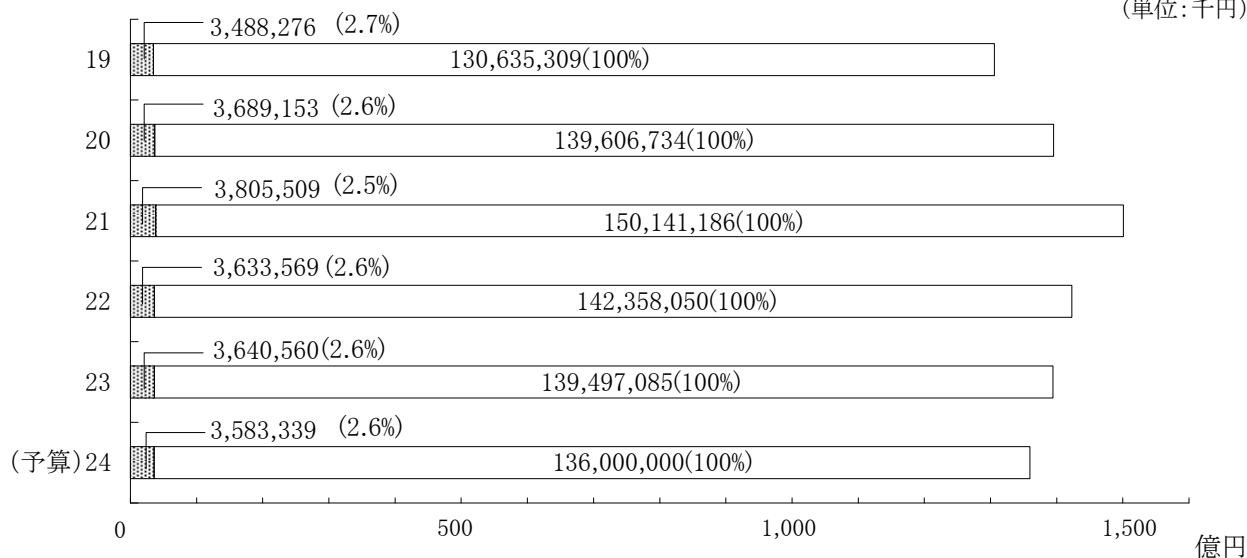 (単位:千円)
3,488,276 (2.7%)
19 130,635,309(100%)
3,689,153 (2.6%)
20 139,606,734(100%)
3,805,509 (2.5%)
21 150,141,186(100%)
3,633,569 (2.6%)
22 142,358,050(100%)
3,640,560(2.6%)
23 139,497,085(100%)
3,583,339 (2.6%)
(予算)24 136,000,000(100%)
0 500 1,000 1,500
億円